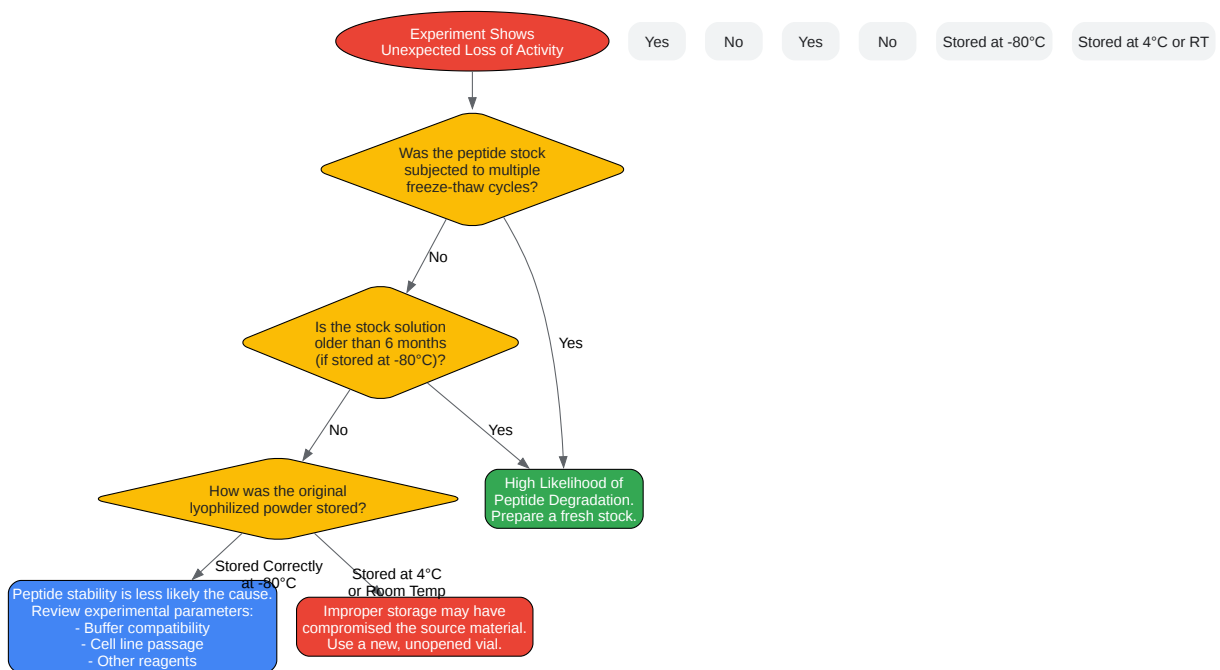 Experiment Shows
Unexpected Loss of Activity
Yes
No
Yes
No
Stored at -80°C
Stored at 4°C or RT
Was the peptide stock
subjected to multiple
freeze-thaw cycles?
No
Is the stock solution
older than 6 months
(if stored at -80°C)?
Yes
No
Yes
How was the original
lyophilized powder stored?
High Likelihood of
Peptide Degradation.
Prepare a fresh stock.
Stored Correctly
at -80°C
Stored at 4°C
or Room Temp
Peptide stability is less likely the cause.
Review experimental parameters:
- Buffer compatibility
- Cell line passage
- Other reagents
Improper storage may have
compromised the source material.
Use a new, unopened vial.